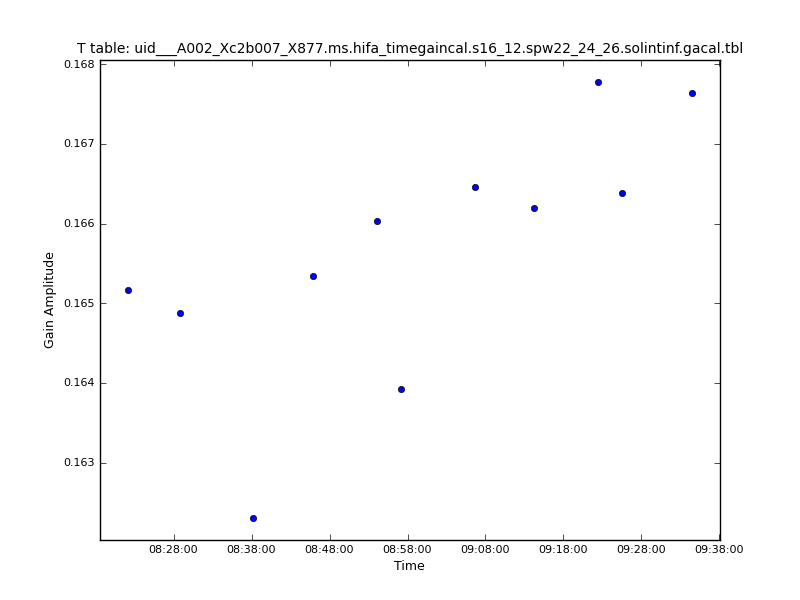 T table: uid___A002_Xc2b007_X877.ms.hifa_timegaincal.s16_12.spw22_24_26.solintinf.gacal.tbl
0.168
0.167
0.166
0.165
0.164
0.163
Gain Amplitude
08:28:00 08:38:00 08:48:00 08:58:00 09:08:00 09:18:00 09:28:00 09:38:00
Time